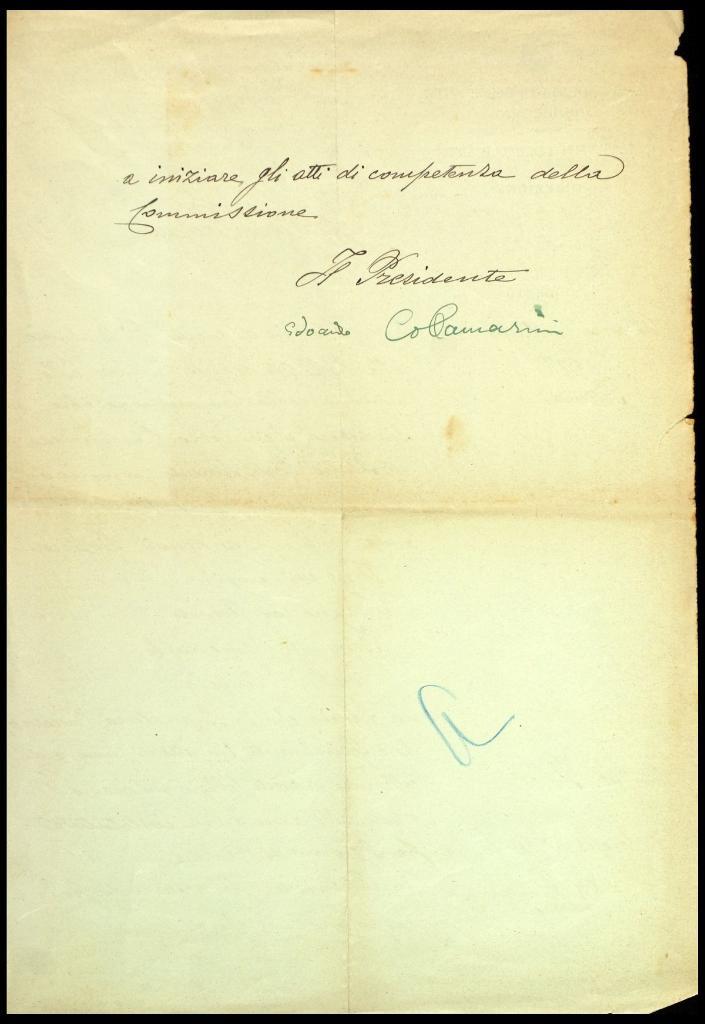 a iniziare gli atti di competenza della
Commissione
Il Presidente
Edoardo Collamarini